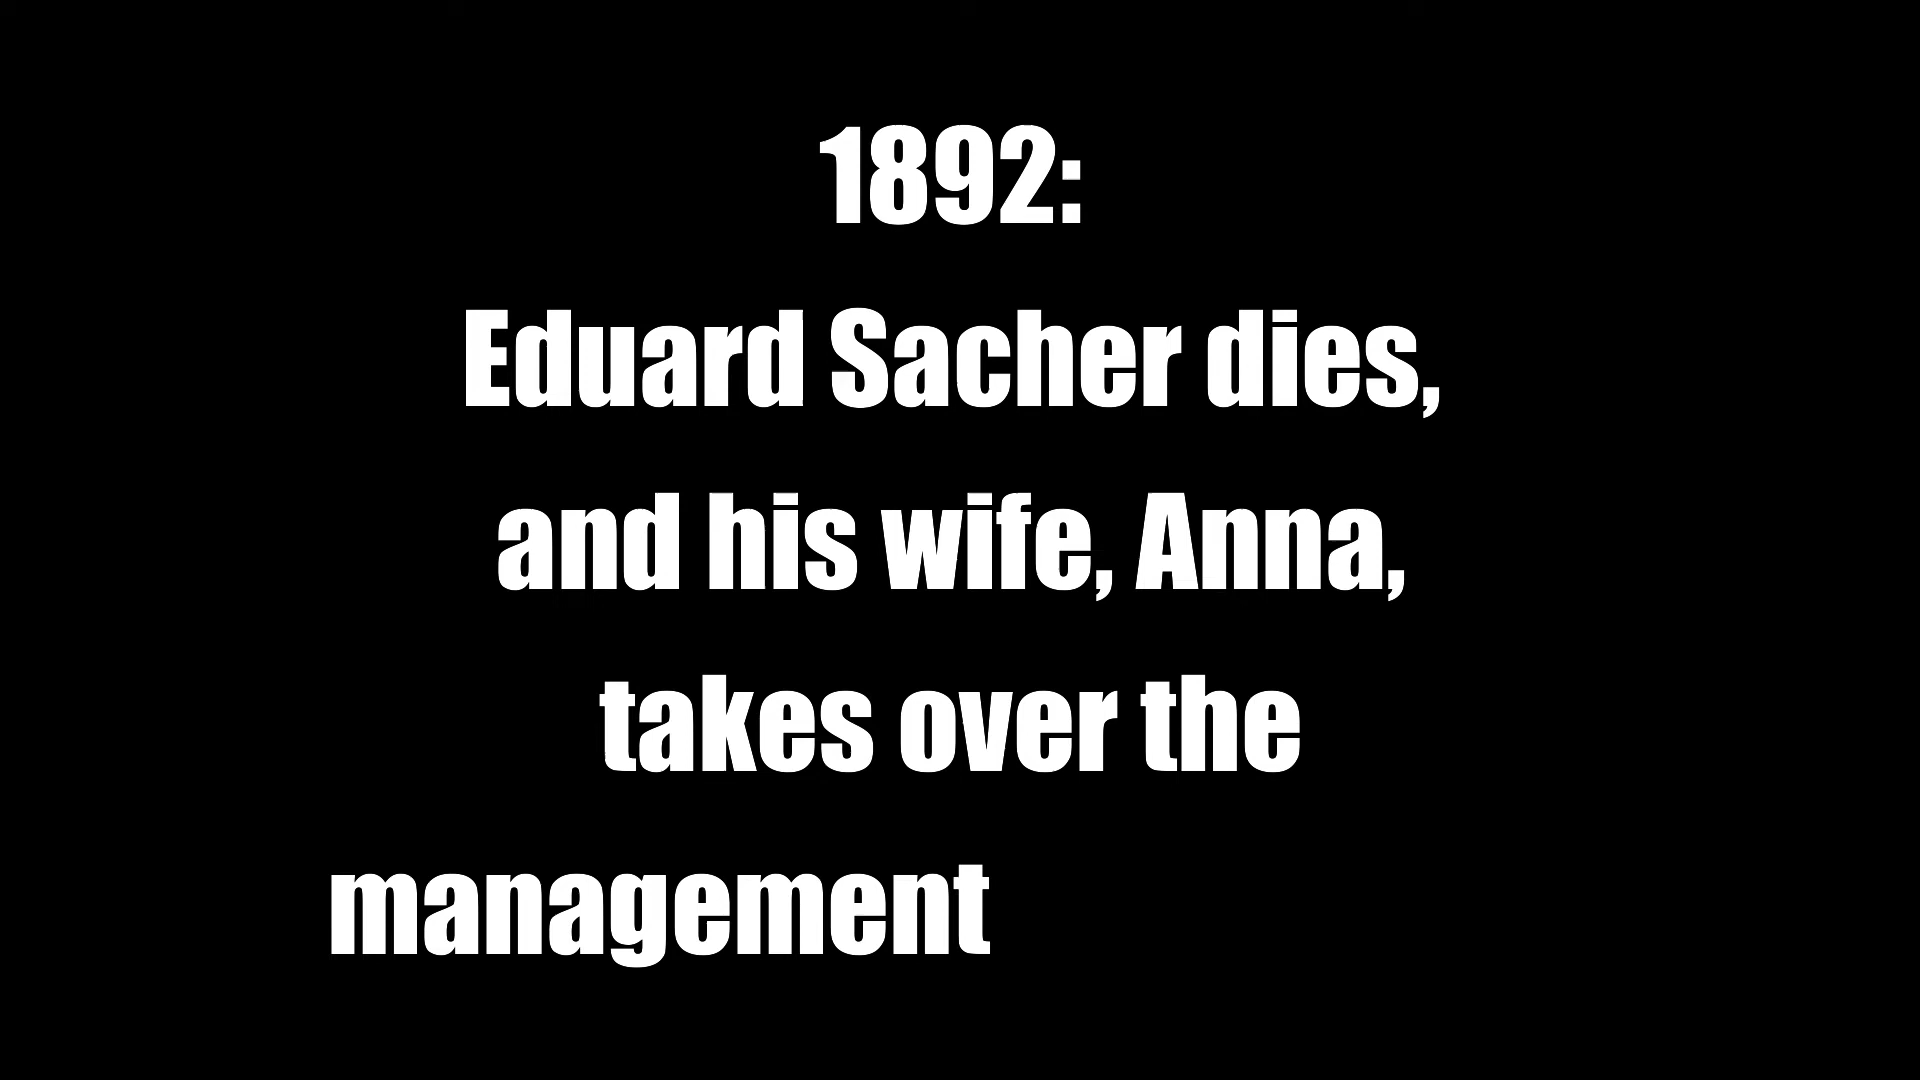 1892:
Eduard Sacher dies,
and his wife, Anna,
takes over the
management